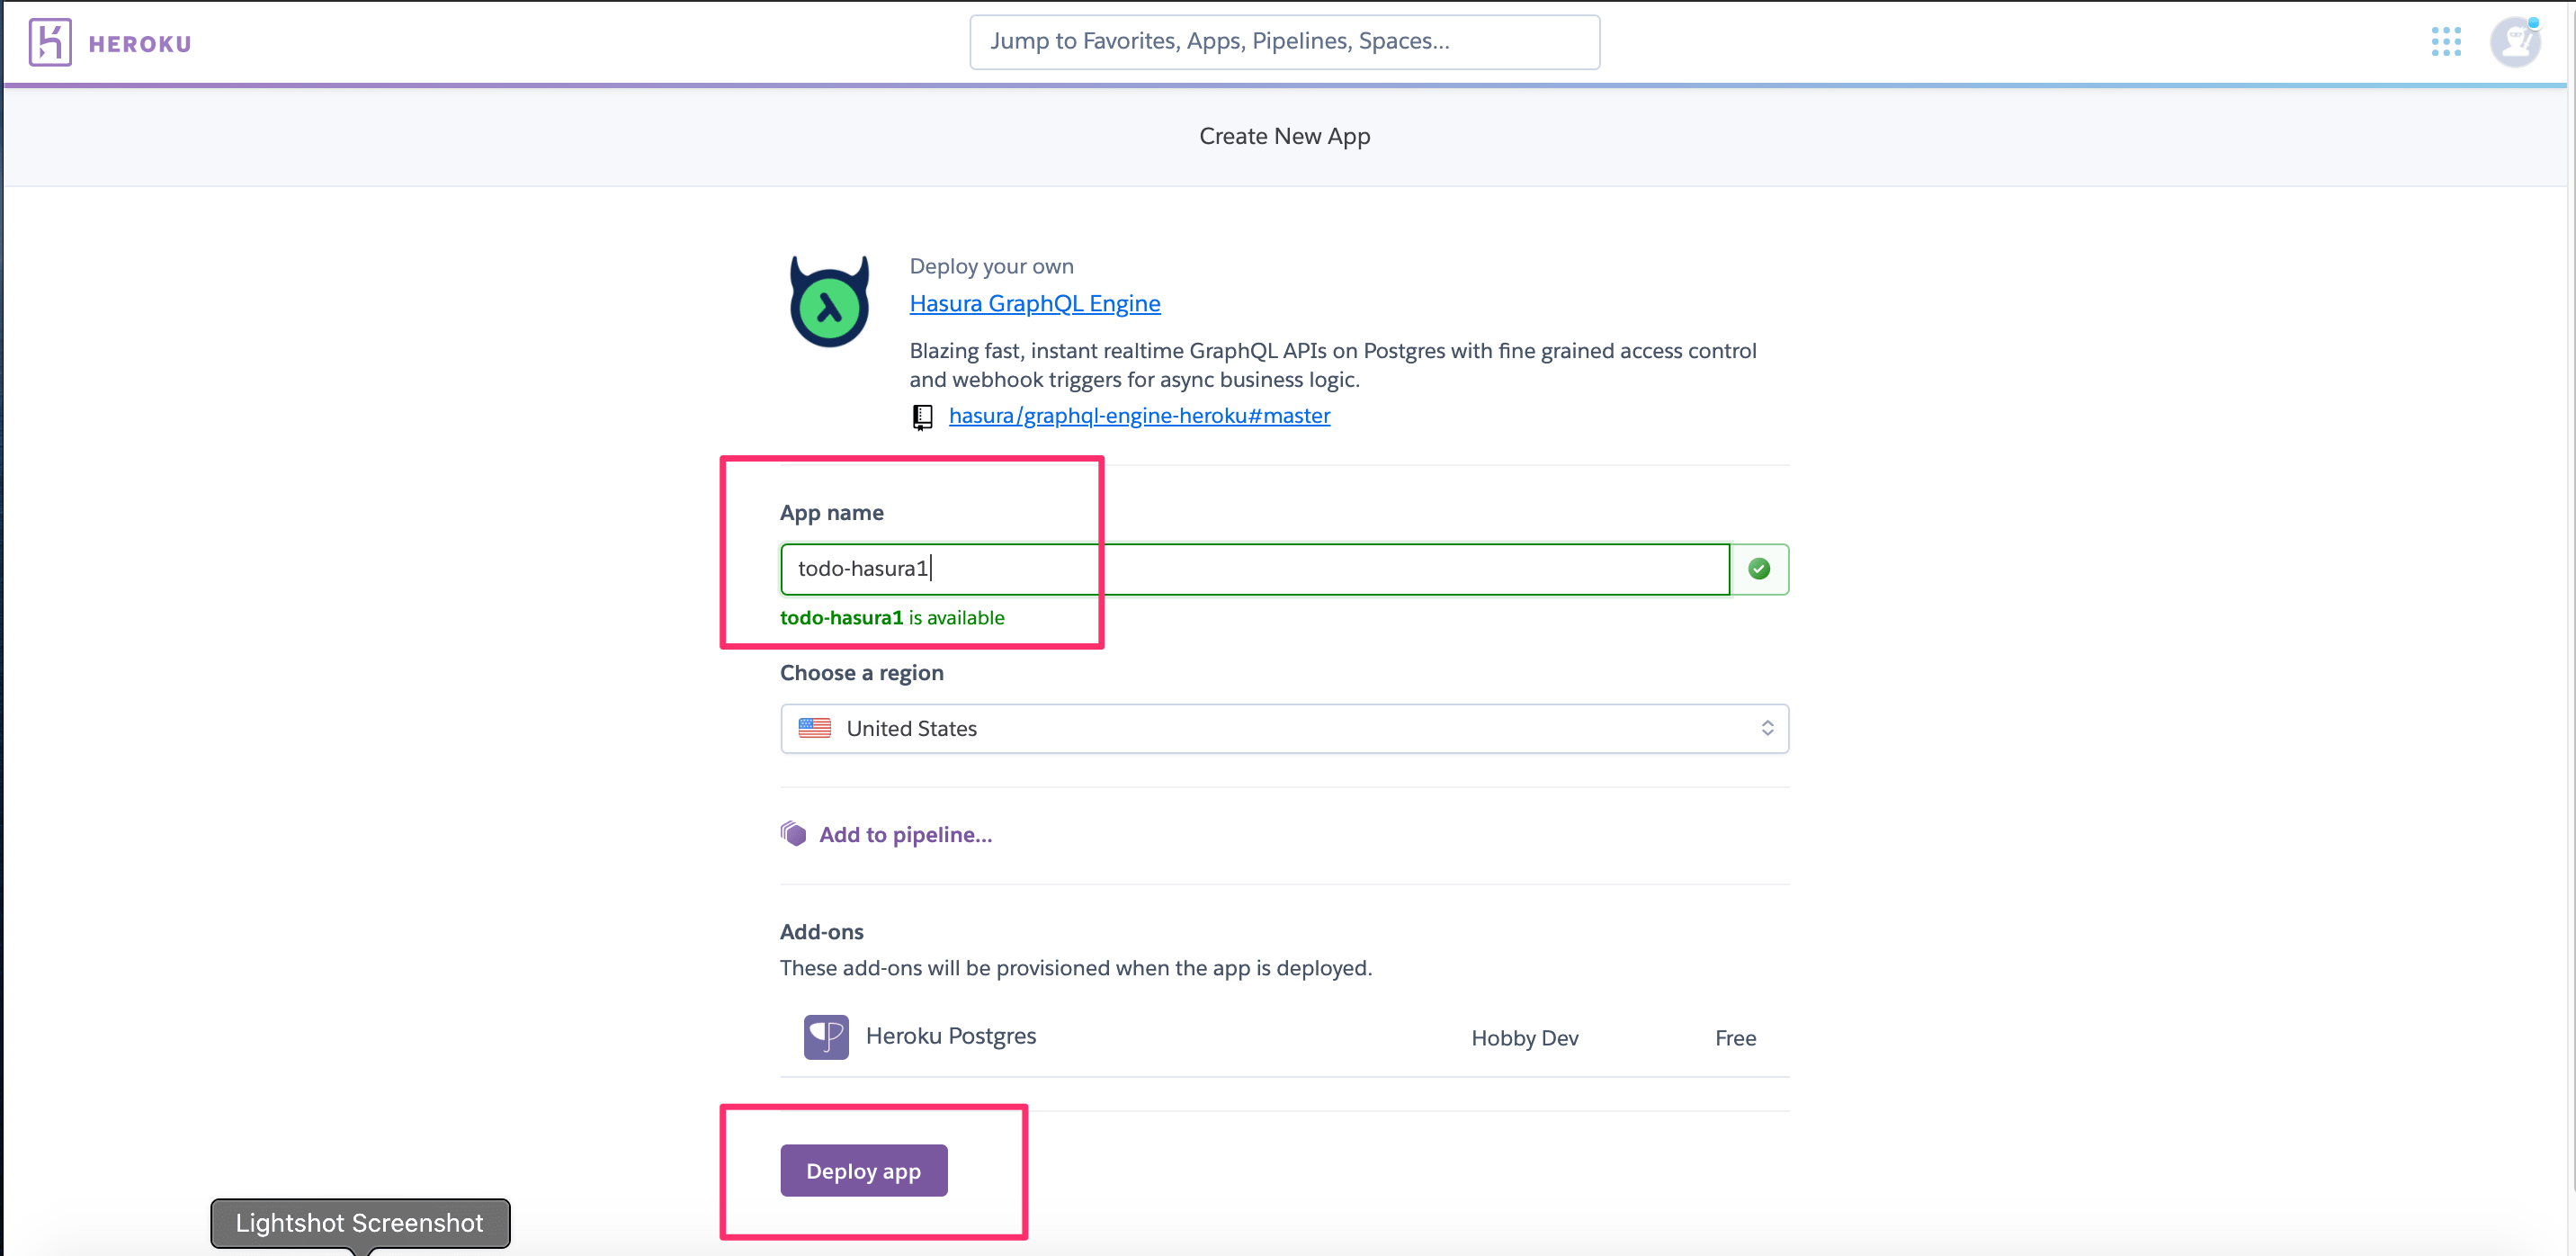 HEROKU
Jump to Favorites, Apps, Pipelines, Spaces...
Create New App
Deploy your own
Hasura GraphQL Engine
Blazing fast, instant realtime GraphQL APIs on Postgres with fine grained access control
and webhook triggers for async business logic.
hasura/graphql-engine-heroku#master
App name
todo-hasura1
todo-hasura1 is available
Choose a region
United States
Add to pipeline...
Add-ons
These add-ons will be provisioned when the app is deployed.
Heroku Postgres Hobby Dev Free
Deploy app
Lightshot Screenshot